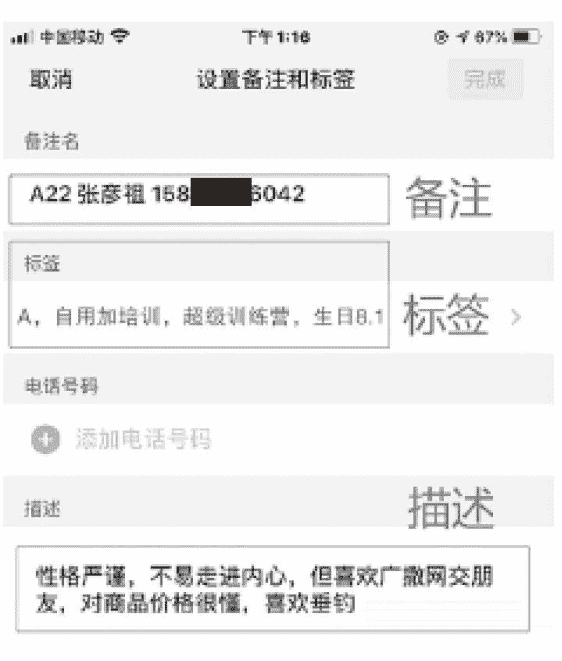 中国移动 下午1:16 67%
取消 设置备注和标签 完成
备注名
A22 张彦祖 158 6042 备注
标签
A，自用加培训，超级训练营，生日8.1 标签
电话号码
添加电话号码
描述 描述
性格严谨，不易走进内心，但喜欢广撒网交朋
友，对商品价格很懂，喜欢垂钓